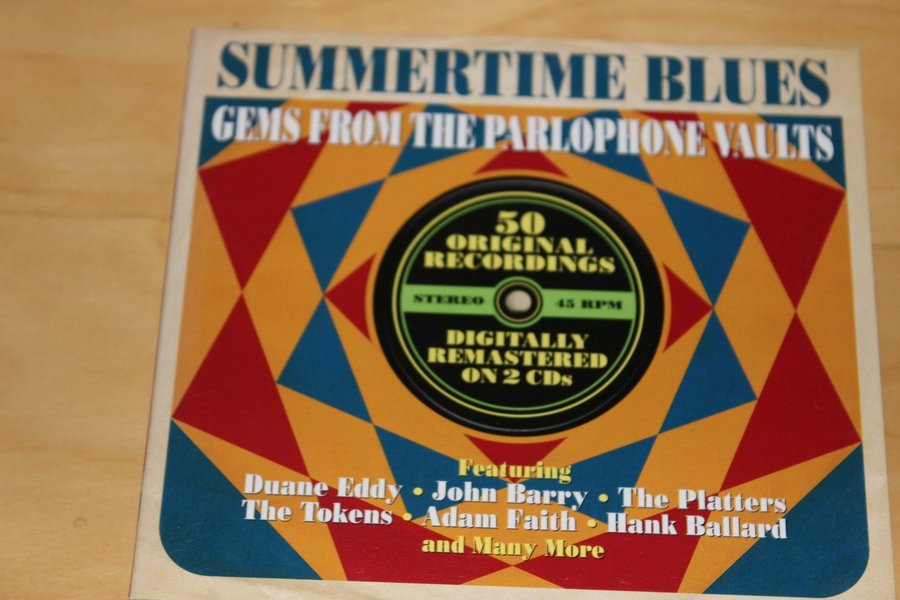 SUMMERTIME BLUES
GEMS FROM THE PARLOPHONE VAULTS
50
ORIGINAL
RECORDINGS
STEREO 45 RPM
DIGITALLY
REMASTERED
ON 2 CDs
Featuring
Duane Eddy • John Barry • The Platters
The Tokens • Adam Faith • Hank Ballard
and Many More